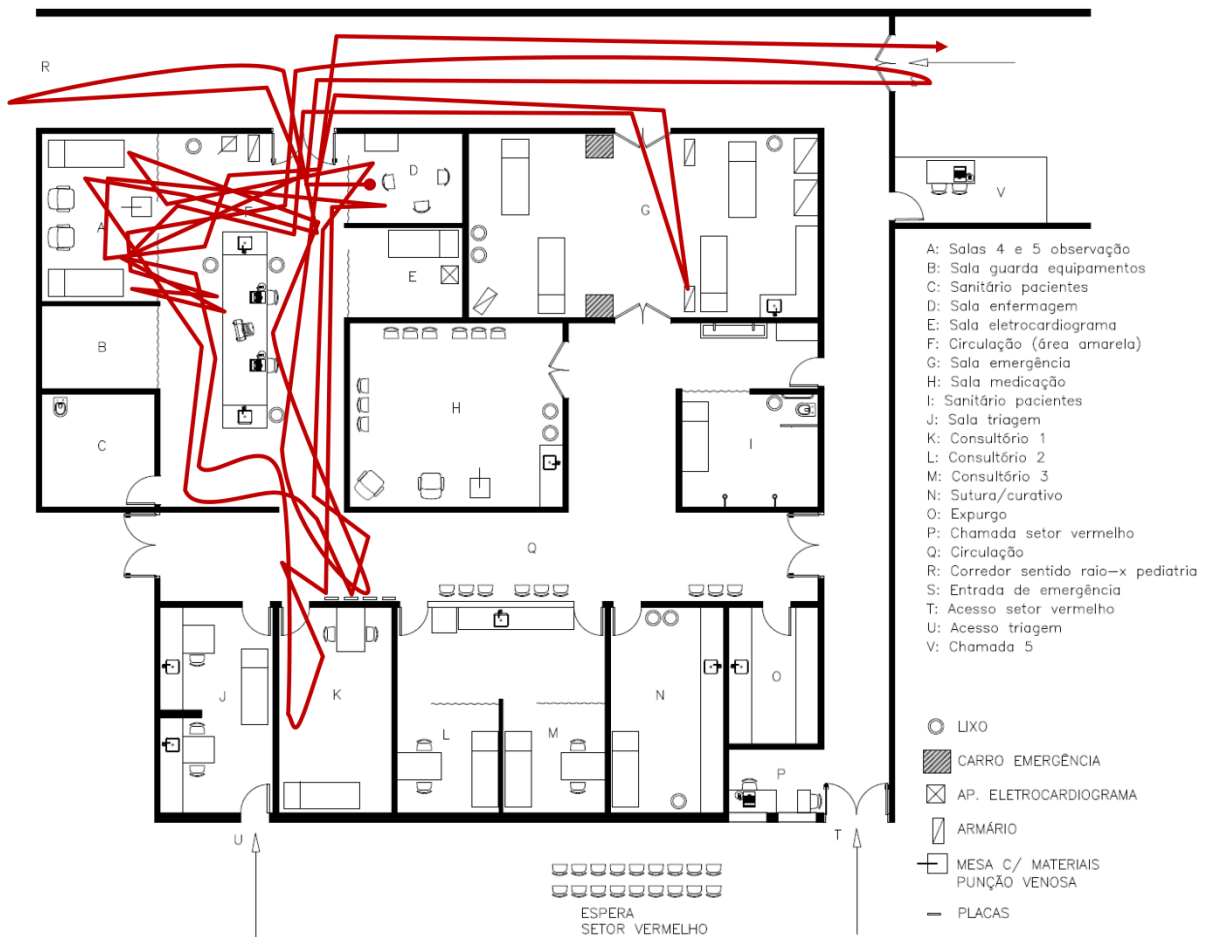 R
S
D
V
G
A
F
E
A: Salas 4 e 5 observação
B: Sala guarda equipamentos
C: Sanitário pacientes
D: Sala enfermagem
E: Sala eletrocardiograma
F: Circulação (área amarela)
G: Sala emergência
H: Sala medicação
I: Sanitário pacientes
J: Sala triagem
K: Consultório 1
L: Consultório 2
M: Consultório 3
N: Sutura/curativo
O: Expurgo
P: Chamada setor vermelho
Q: Circulação
R: Corredor sentido raio-x pediatria
S: Entrada de emergência
T: Acesso setor vermelho
U: Acesso triagem
V: Chamada 5
B
H
C
I
Q
J
K
L
M
N
O
P
U
T
LIXO
CARRO EMERGÊNCIA
AP. ELETROCARDIOGRAMA
ARMÁRIO
MESA C/ MATERIAIS
PUNÇÃO VENOSA
PLACAS
ESPERA
SETOR VERMELHO